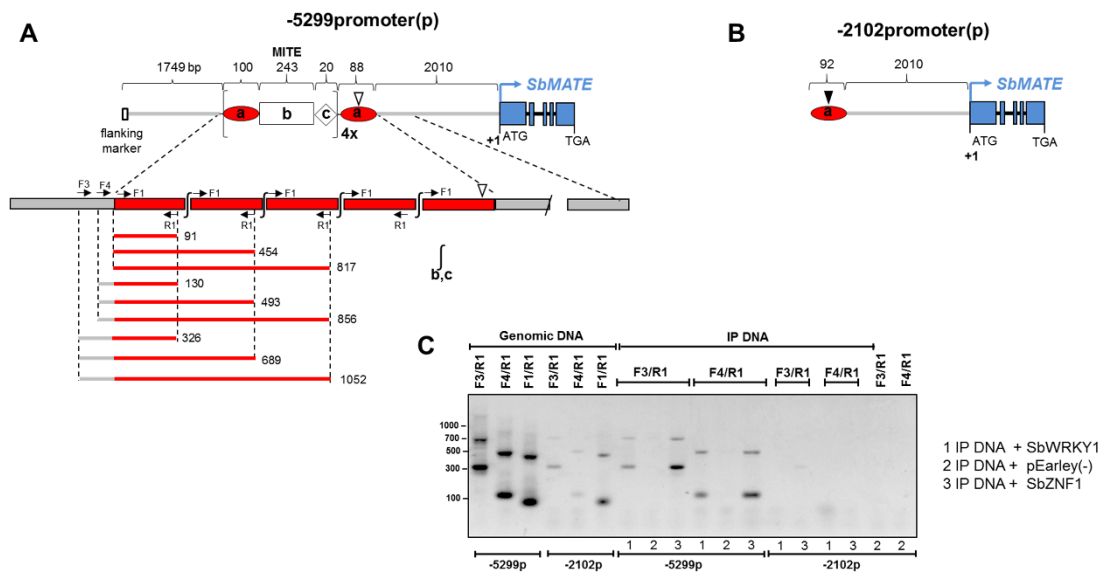 A
-5299promoter(p)
MITE
1749 bp 100 243 20 88 2010
SbMATE
a b c a
4x
flanking
marker
+1
ATG
TGA
B
-2102promoter(p)
92 2010
SbMATE
a
ATG
TGA
+1
F3 F4 F1 F1 F1 F1 F1
R1 R1 R1 R1
91
454
817
130
493
856
326
689
1052
b,c
C
Genomic DNA IP DNA
F3/R1 F4/R1 F1/R1 F3/R1 F4/R1 F1/R1 F3/R1 F4/R1 F3/R1 F4/R1 F3/R1 F4/R1
1000
700
500
300
100
1 2 3 1 2 3 1 3 1 3 2 2
-5299p -2102p -5299p -2102p
1 IP DNA + SbWRKY1
2 IP DNA + pEarley(-)
3 IP DNA + SbZNF1